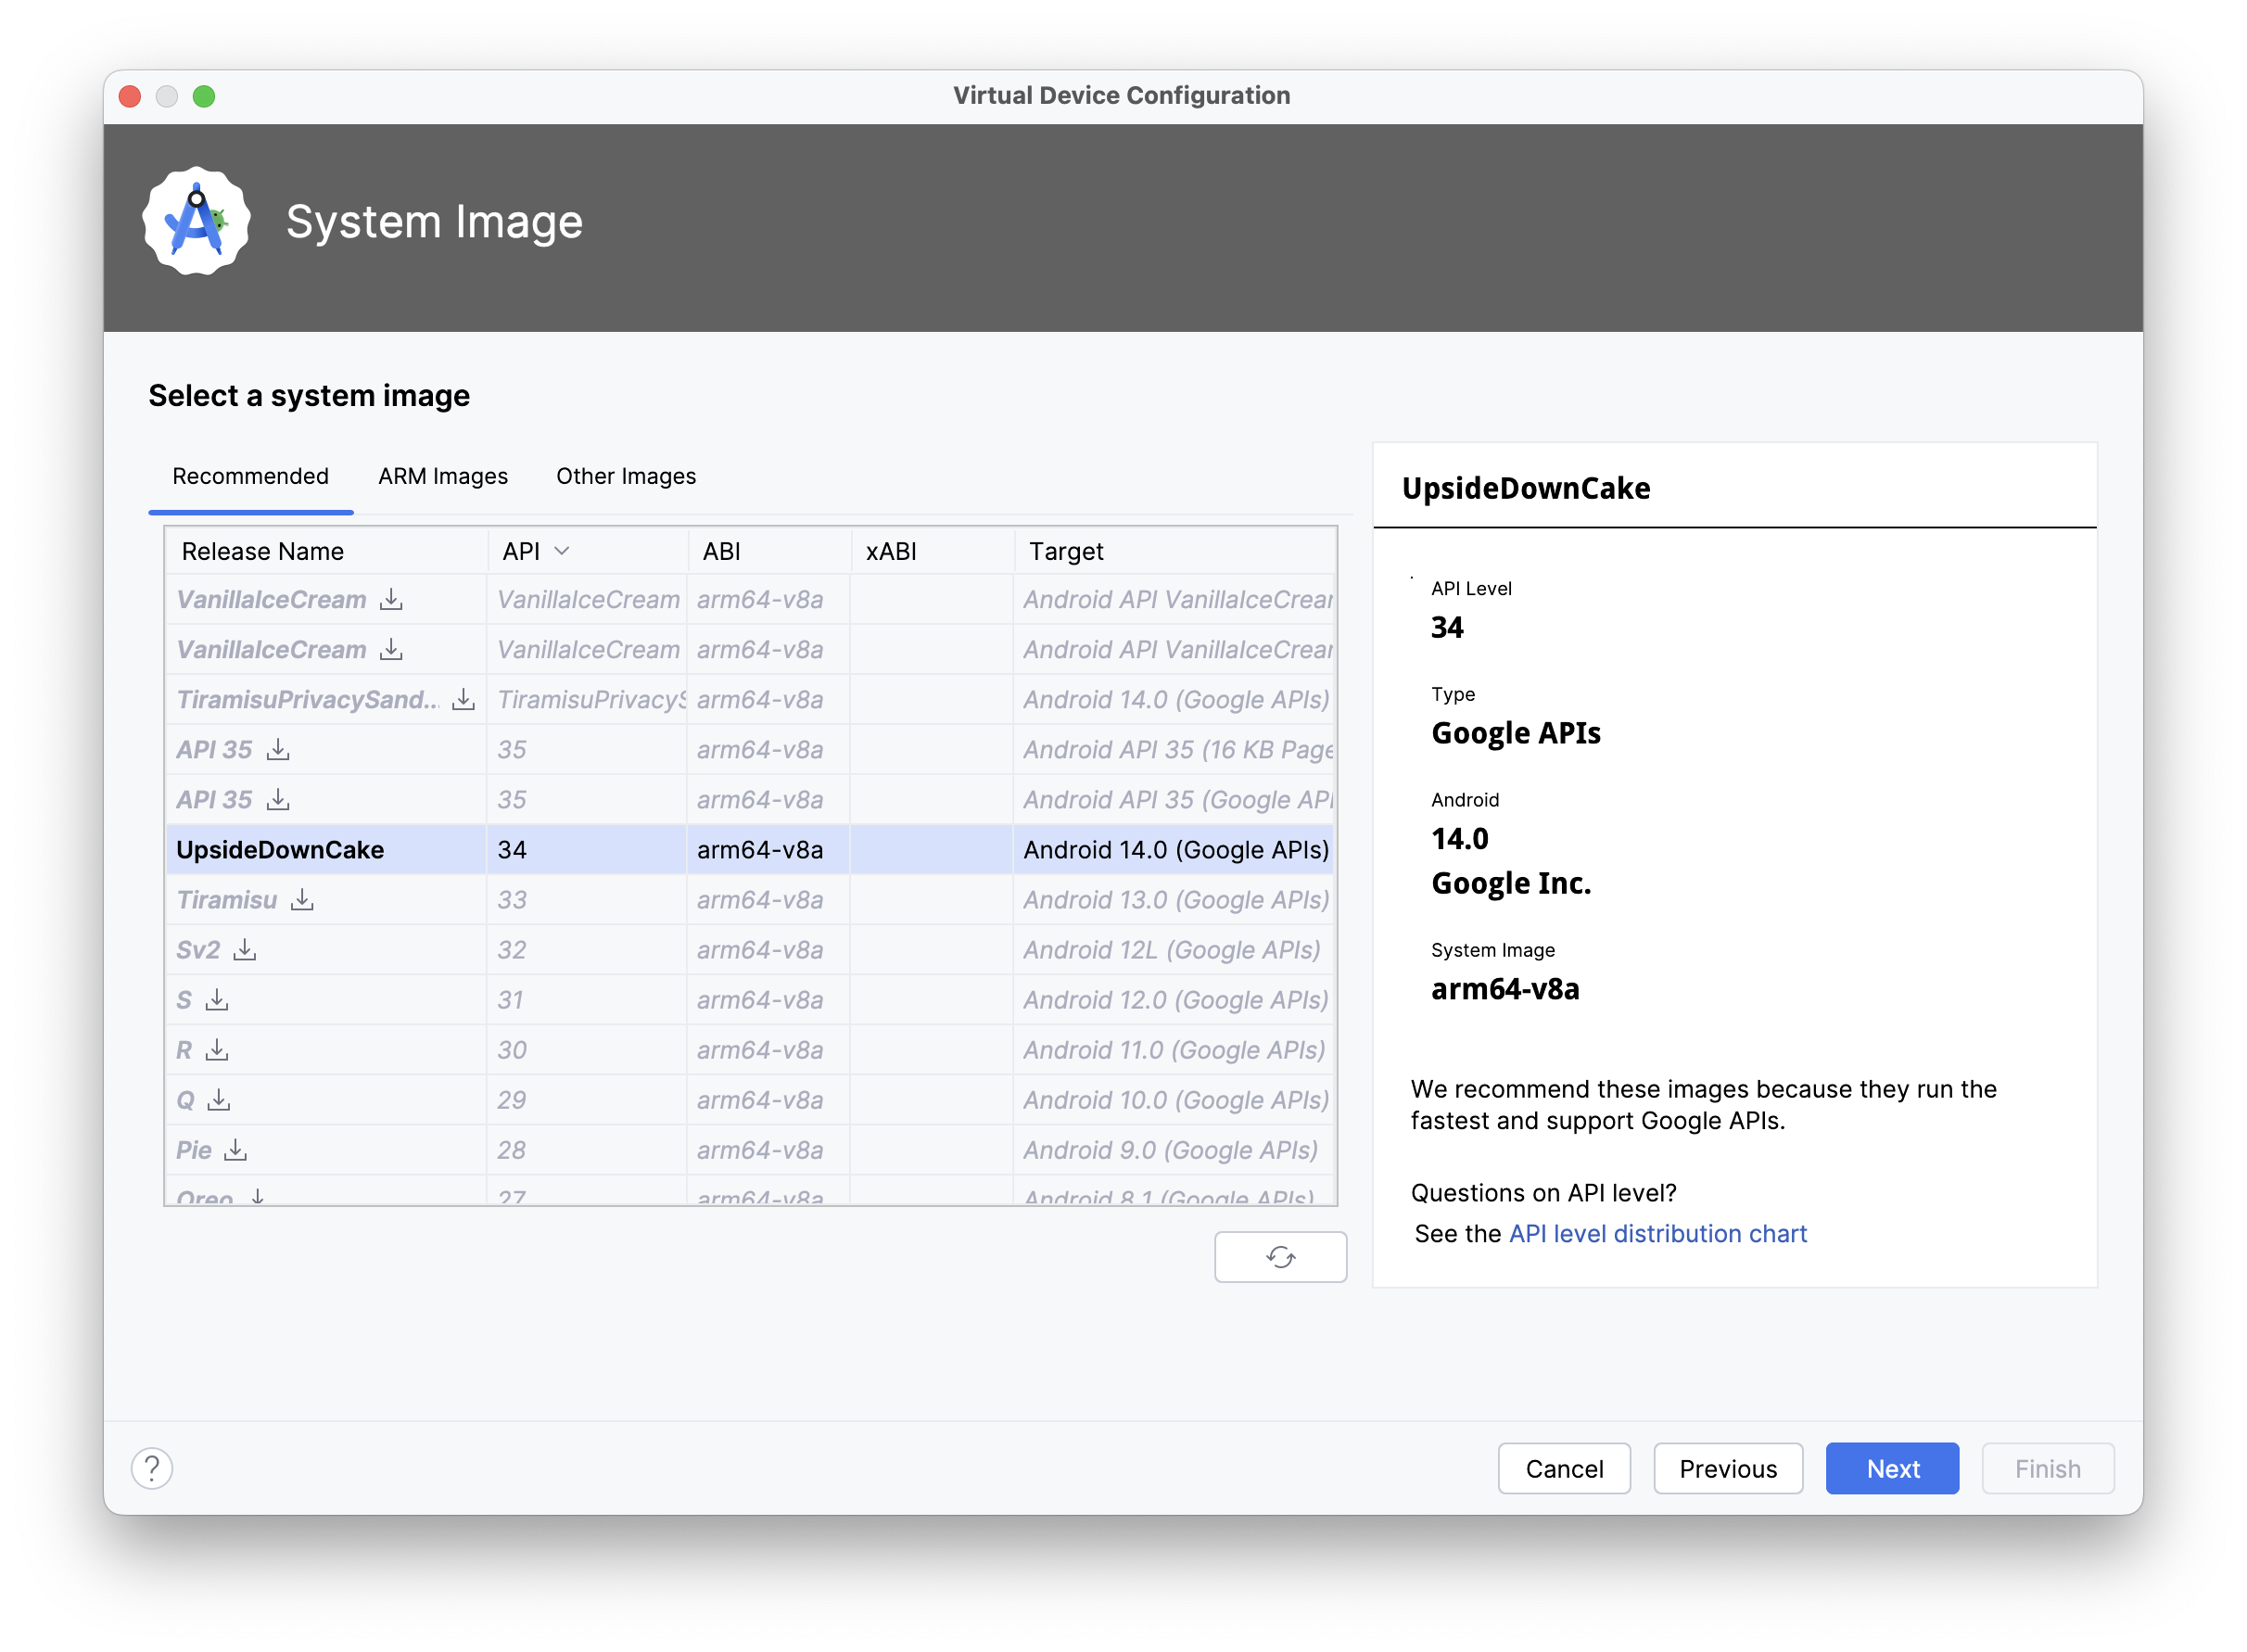 Virtual Device Configuration
System Image
Select a system image
Recommended ARM Images Other Images
Release Name API ABI xABI Target
VanillaIceCream VanillaIceCream arm64-v8a Android API VanillaIceCream
VanillaIceCream VanillaIceCream arm64-v8a Android API VanillaIceCream
TiramisuPrivacySand... TiramisuPrivacyS arm64-v8a Android 14.0 (Google APIs)
API 35 35 arm64-v8a Android API 35 (16 KB Page
API 35 35 arm64-v8a Android API 35 (Google API
UpsideDownCake 34 arm64-v8a Android 14.0 (Google APIs)
Tiramisu 33 arm64-v8a Android 13.0 (Google APIs)
Sv2 32 arm64-v8a Android 12L (Google APIs)
S 31 arm64-v8a Android 12.0 (Google APIs)
R 30 arm64-v8a Android 11.0 (Google APIs)
Q 29 arm64-v8a Android 10.0 (Google APIs)
Pie 28 arm64-v8a Android 9.0 (Google APIs)
Oreo 27 arm64-v8a Android 8.1 (Google APIs)
UpsideDownCake
API Level
34
Type
Google APIs
Android
14.0
Google Inc.
System Image
arm64-v8a
We recommend these images because they run the
fastest and support Google APIs.
Questions on API level?
See the API level distribution chart
? Cancel Previous Next Finish